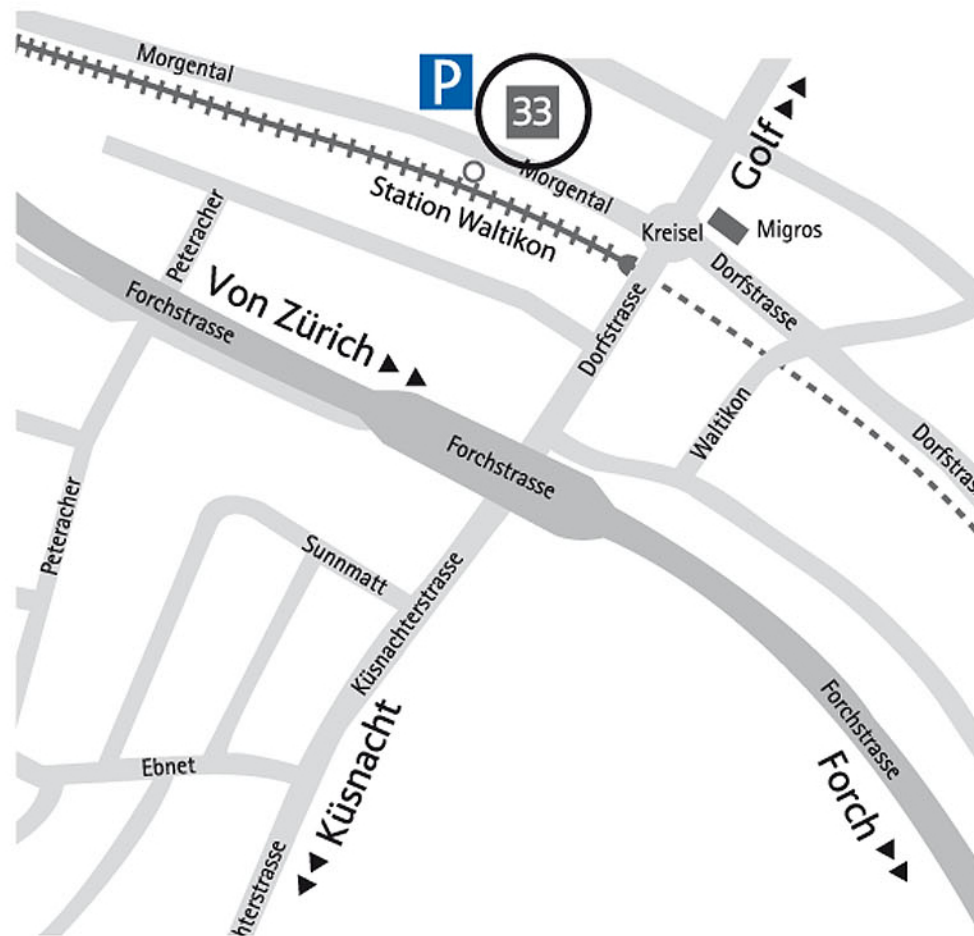 Morgental
P
33
Morgental
Golf
Station Waltikon
Kreisel
Migros
Peteracher
Von Zürich
Dorfstrasse
Dorfstrasse
Forchstrasse
Waltikon
Dorfstras
Forchstrasse
Peteracher
Sunnmatt
Küsnachterstrasse
Forchstrasse
Küsnacht
Forch
Ebnet
hterstrasse